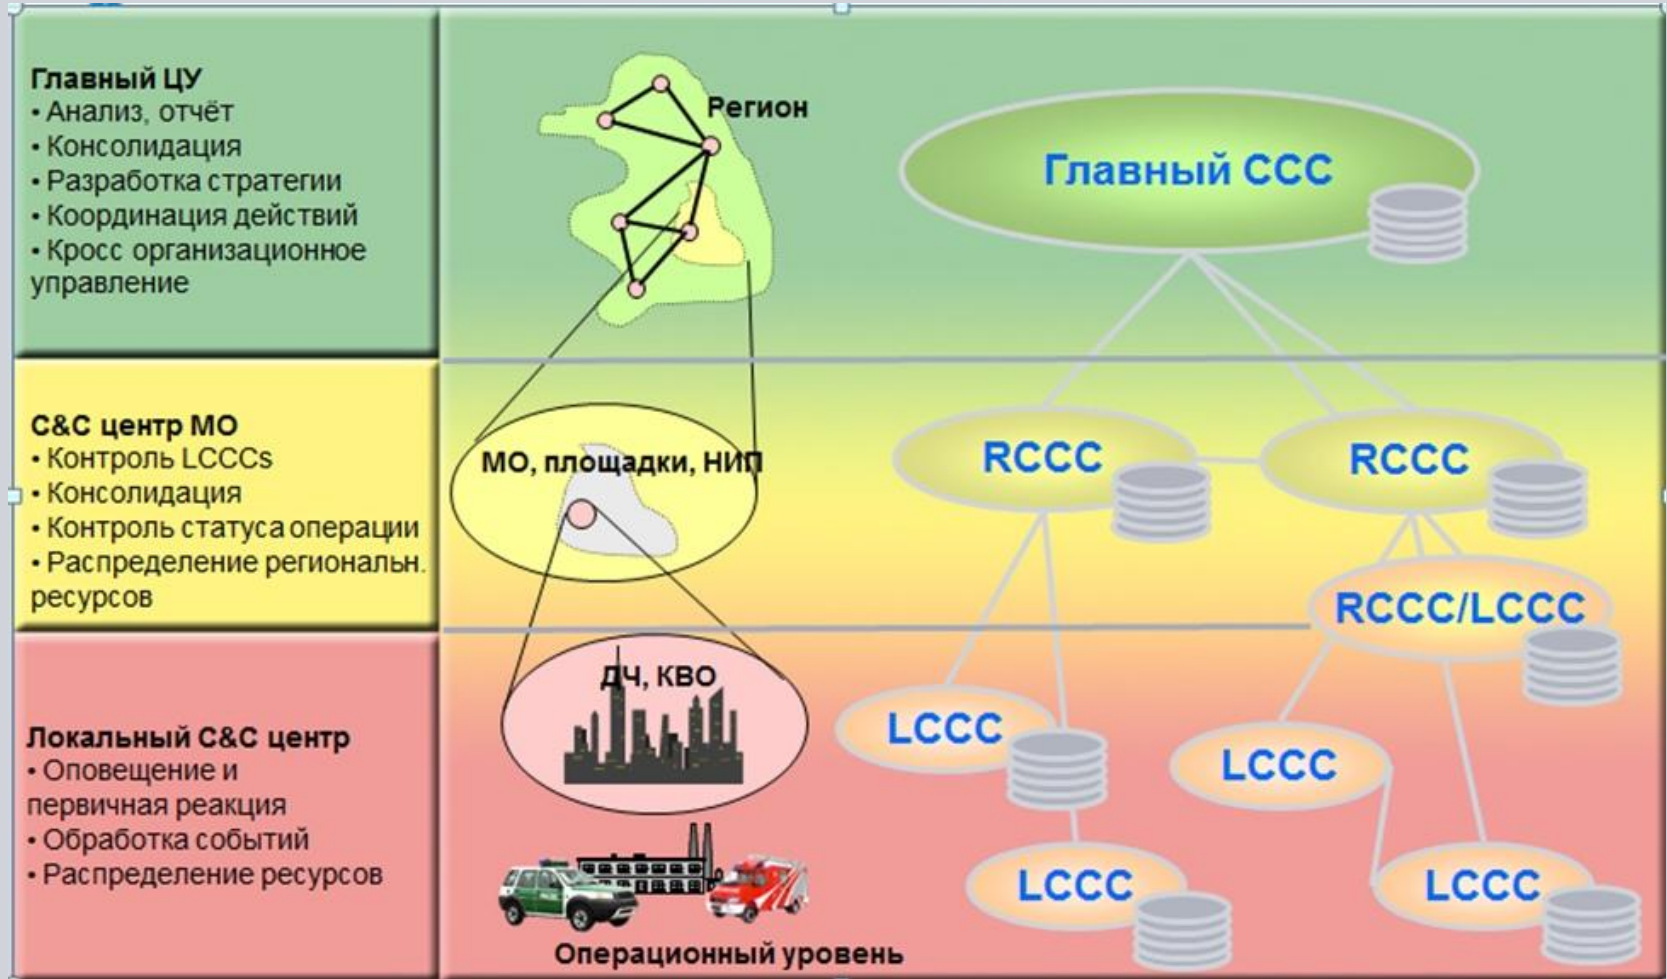 Главный ЦУ
• Анализ, отчёт
• Консолидация
• Разработка стратегии
• Координация действий
• Кросс организационное
управление
Регион
Главный CCC
C&C центр МО
• Контроль LCCCs
• Консолидация
• Контроль статуса операции
• Распределение региональн.
ресурсов
МО, площадки, НИП
RCCC
RCCC
RCCC/LCCC
Локальный C&C центр
• Оповещение и
первичная реакция
• Обработка событий
• Распределение ресурсов
ДЧ, КВО
Операционный уровень
LCCC
LCCC
LCCC
LCCC